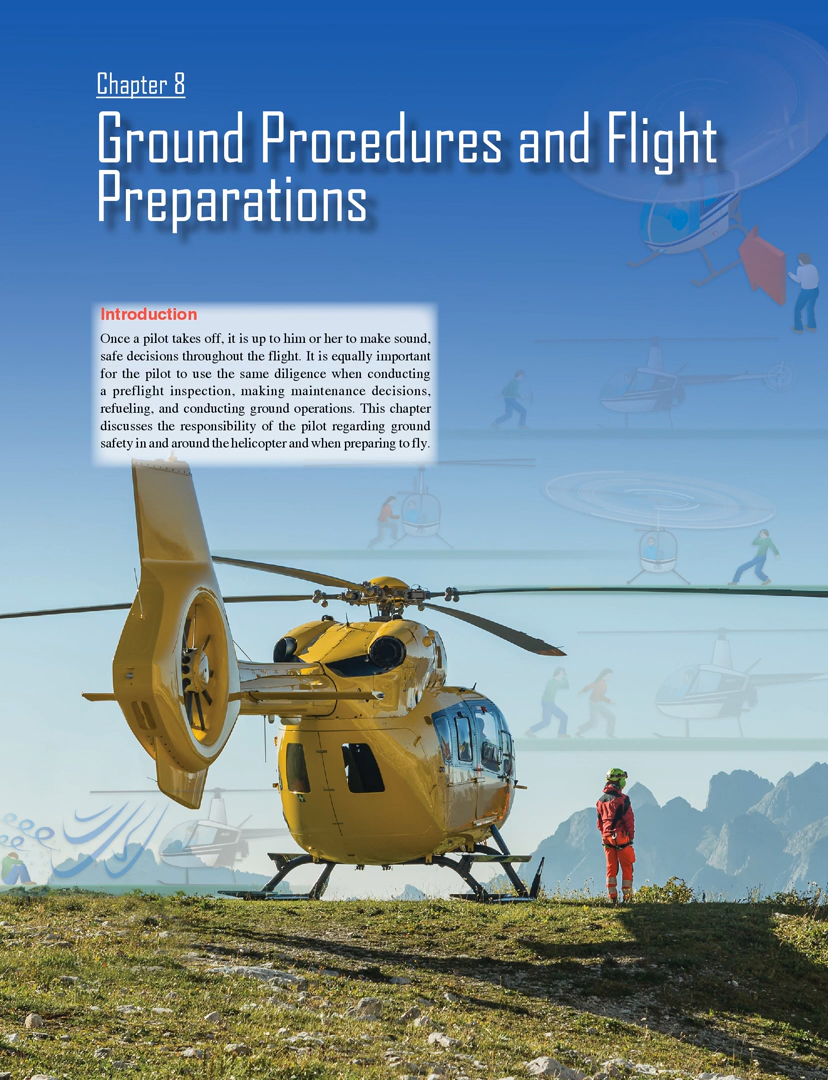 Chapter 8
Ground Procedures and Flight
Preparations
Introduction
Once a pilot takes off, it is up to him or her to make sound,
safe decisions throughout the flight. It is equally important
for the pilot to use the same diligence when conducting
a preflight inspection, making maintenance decisions,
refueling, and conducting ground operations. This chapter
discusses the responsibility of the pilot regarding ground
safety in and around the helicopter and when preparing to fly.